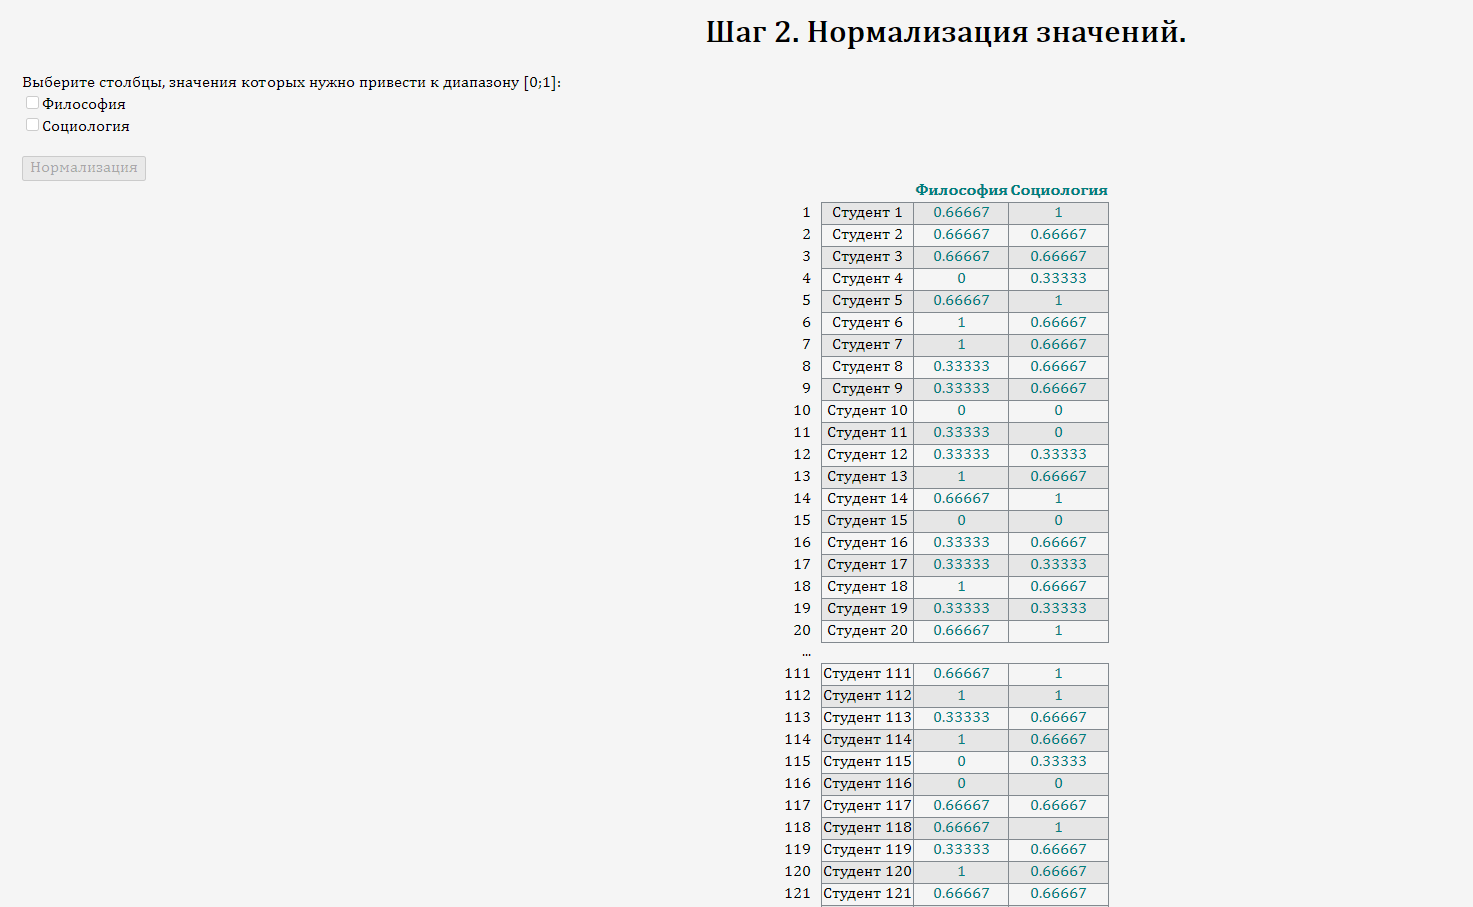 Шаг 2. Нормализация значений.
Выберите столбцы, значения которых нужно привести к диапазону [0;1]:
Философия
Социология
Нормализация
Философия Социология
1 Студент 1 0.66667 1
2 Студент 2 0.66667 0.66667
3 Студент 3 0.66667 0.66667
4 Студент 4 0 0.33333
5 Студент 5 0.66667 1
6 Студент 6 1 0.66667
7 Студент 7 1 0.66667
8 Студент 8 0.33333 0.66667
9 Студент 9 0.33333 0.66667
10 Студент 10 0 0
11 Студент 11 0.33333 0
12 Студент 12 0.33333 0.33333
13 Студент 13 1 0.66667
14 Студент 14 0.66667 1
15 Студент 15 0 0
16 Студент 16 0.33333 0.66667
17 Студент 17 0.33333 0.33333
18 Студент 18 1 0.66667
19 Студент 19 0.33333 0.33333
20 Студент 20 0.66667 1
...
111 Студент 111 0.66667 1
112 Студент 112 1 1
113 Студент 113 0.33333 0.66667
114 Студент 114 1 0.66667
115 Студент 115 0 0.33333
116 Студент 116 0 0
117 Студент 117 0.66667 0.66667
118 Студент 118 0.66667 1
119 Студент 119 0.33333 0.66667
120 Студент 120 1 0.66667
121 Студент 121 0.66667 0.66667